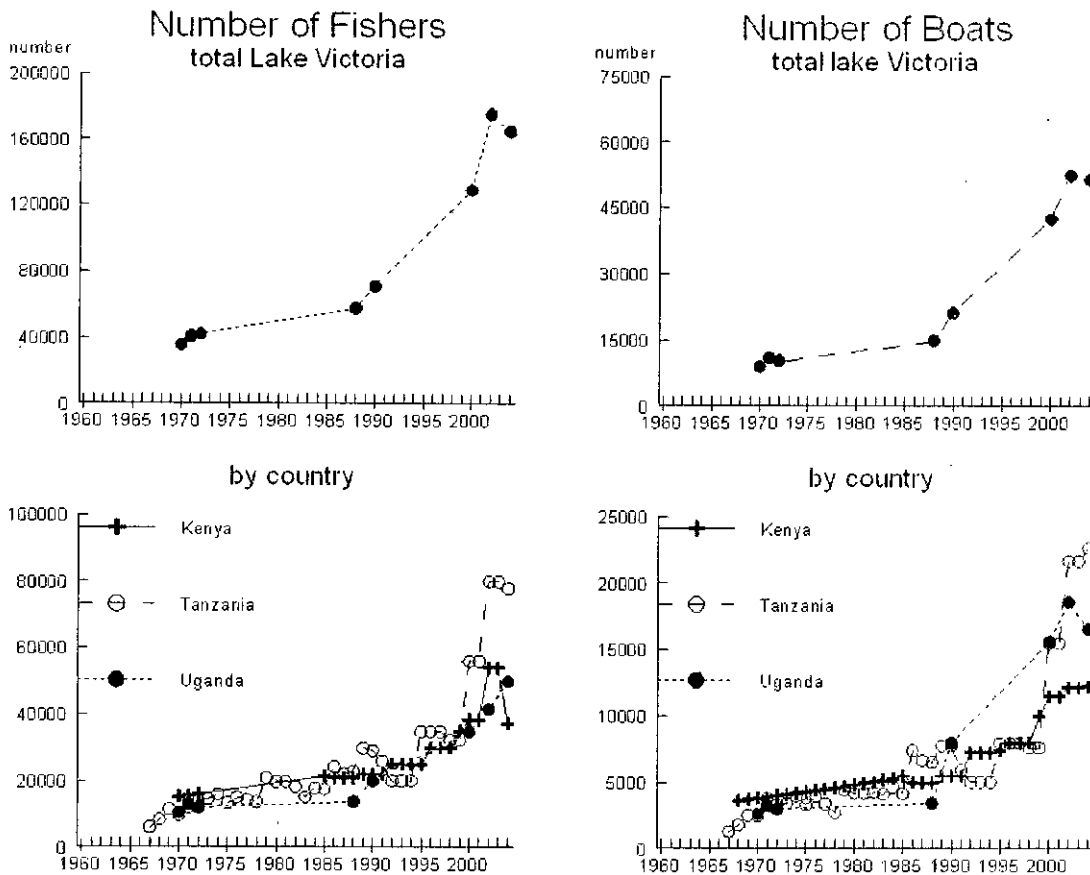 Number of Fishers
total Lake Victoria
number
200000
160000
120000
80000
40000
0
1960 1965 1970 1975 1980 1985 1990 1995 2000
Number of Boats
total lake Victoria
number
75000
60000
45000
30000
15000
0
1960 1965 1970 1975 1980 1985 1990 1995 2000
by country
100000
80000
60000
40000
20000
0
Kenya
Tanzania
Uganda
1960 1965 1970 1975 1980 1985 1990 1995 2000
by country
25000
20000
15000
10000
5000
0
Kenya
Tanzania
Uganda
1960 1965 1970 1975 1980 1985 1990 1995 2000